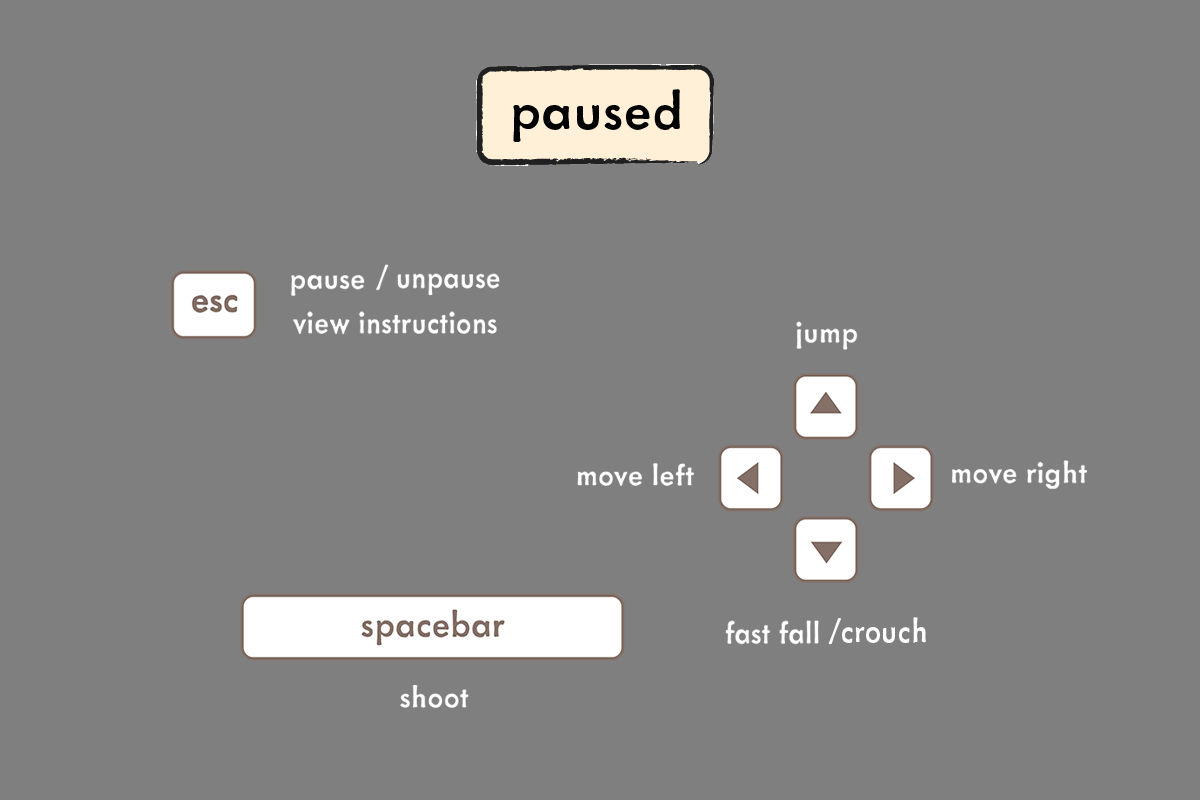 paused
esc
pause / unpause
view instructions
jump
move left
move right
fast fall /crouch
spacebar
shoot